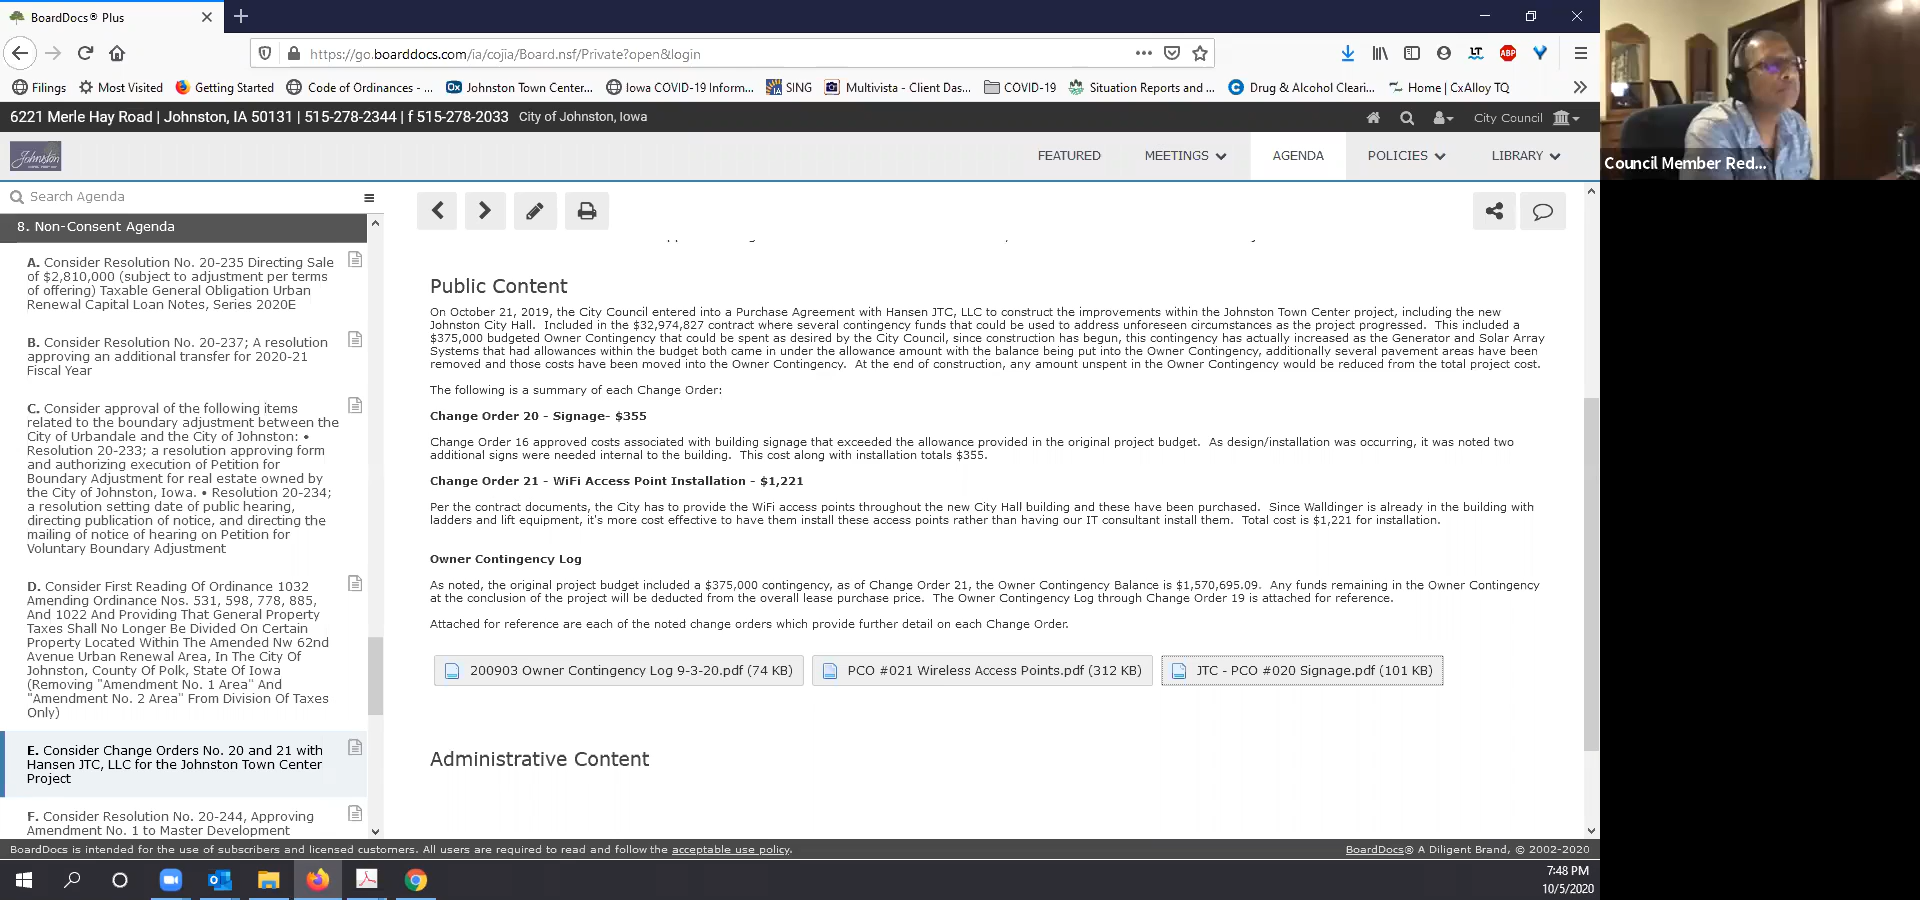 BoardDocs® Plus
https://go.boarddocs.com/ia/cojia/Board.nsf/Private?open&login
Filings
Most Visited
Getting Started
Code of Ordinances - ...
Johnston Town Center...
Iowa COVID-19 Inform...
SING
Multivista - Client Das...
COVID-19
Situation Reports and ...
Drug & Alcohol Cleari...
Home | CxAlloy TQ
6221 Merle Hay Road | Johnston, IA 50131 | 515-278-2344 | f 515-278-2033 City of Johnston, Iowa
City Council
Johnston
FEATURED
MEETINGS
AGENDA
POLICIES
LIBRARY
Council Member Red...
Search Agenda
8. Non-Consent Agenda
A. Consider Resolution No. 20-235 Directing Sale
of $2,810,000 (subject to adjustment per terms
of offering) Taxable General Obligation Urban
Renewal Capital Loan Notes, Series 2020E
B. Consider Resolution No. 20-237; A resolution
approving an additional transfer for 2020-21
Fiscal Year
C. Consider approval of the following items
related to the boundary adjustment between the
City of Urbandale and the City of Johnston: •
Resolution 20-233; a resolution approving form
and authorizing execution of Petition for
Boundary Adjustment for real estate owned by
the City of Johnston, Iowa. • Resolution 20-234;
a resolution setting date of public hearing,
directing publication of notice, and directing the
mailing of notice of hearing on Petition for
Voluntary Boundary Adjustment
D. Consider First Reading Of Ordinance 1032
Amending Ordinance Nos. 531, 598, 778, 885,
And 1022 And Providing That General Property
Taxes Shall No Longer Be Divided On Certain
Property Located Within The Amended Nw 62nd
Avenue Urban Renewal Area, In The City Of
Johnston, County Of Polk, State Of Iowa
(Removing "Amendment No. 1 Area" And
"Amendment No. 2 Area" From Division Of Taxes
Only)
E. Consider Change Orders No. 20 and 21 with
Hansen JTC, LLC for the Johnston Town Center
Project
F. Consider Resolution No. 20-244, Approving
Amendment No. 1 to Master Development
Public Content
On October 21, 2019, the City Council entered into a Purchase Agreement with Hansen JTC, LLC to construct the improvements within the Johnston Town Center project, including the new
Johnston City Hall. Included in the $32,974,827 contract where several contingency funds that could be used to address unforeseen circumstances as the project progressed. This included a
$375,000 budgeted Owner Contingency that could be spent as desired by the City Council, since construction has begun, this contingency has actually increased as the Generator and Solar Array
Systems that had allowances within the budget both came in under the allowance amount with the balance being put into the Owner Contingency, additionally several pavement areas have been
removed and those costs have been moved into the Owner Contingency. At the end of construction, any amount unspent in the Owner Contingency would be reduced from the total project cost.
The following is a summary of each Change Order:
Change Order 20 - Signage- $355
Change Order 16 approved costs associated with building signage that exceeded the allowance provided in the original project budget. As design/installation was occurring, it was noted two
additional signs were needed internal to the building. This cost along with installation totals $355.
Change Order 21 - WiFi Access Point Installation - $1,221
Per the contract documents, the City has to provide the WiFi access points throughout the new City Hall building and these have been purchased. Since Walldinger is already in the building with
ladders and lift equipment, it's more cost effective to have them install these access points rather than having our IT consultant install them. Total cost is $1,221 for installation.
Owner Contingency Log
As noted, the original project budget included a $375,000 contingency, as of Change Order 21, the Owner Contingency Balance is $1,570,695.09. Any funds remaining in the Owner Contingency
at the conclusion of the project will be deducted from the overall lease purchase price. The Owner Contingency Log through Change Order 19 is attached for reference.
Attached for reference are each of the noted change orders which provide further detail on each Change Order.
200903 Owner Contingency Log 9-3-20.pdf (74 KB)
PCO #021 Wireless Access Points.pdf (312 KB)
JTC - PCO #020 Signage.pdf (101 KB)
Administrative Content
BoardDocs is intended for the use of subscribers and licensed customers. All users are required to read and follow the acceptable use policy.
BoardDocs® A Diligent Brand, © 2002-2020
7:48 PM
10/5/2020